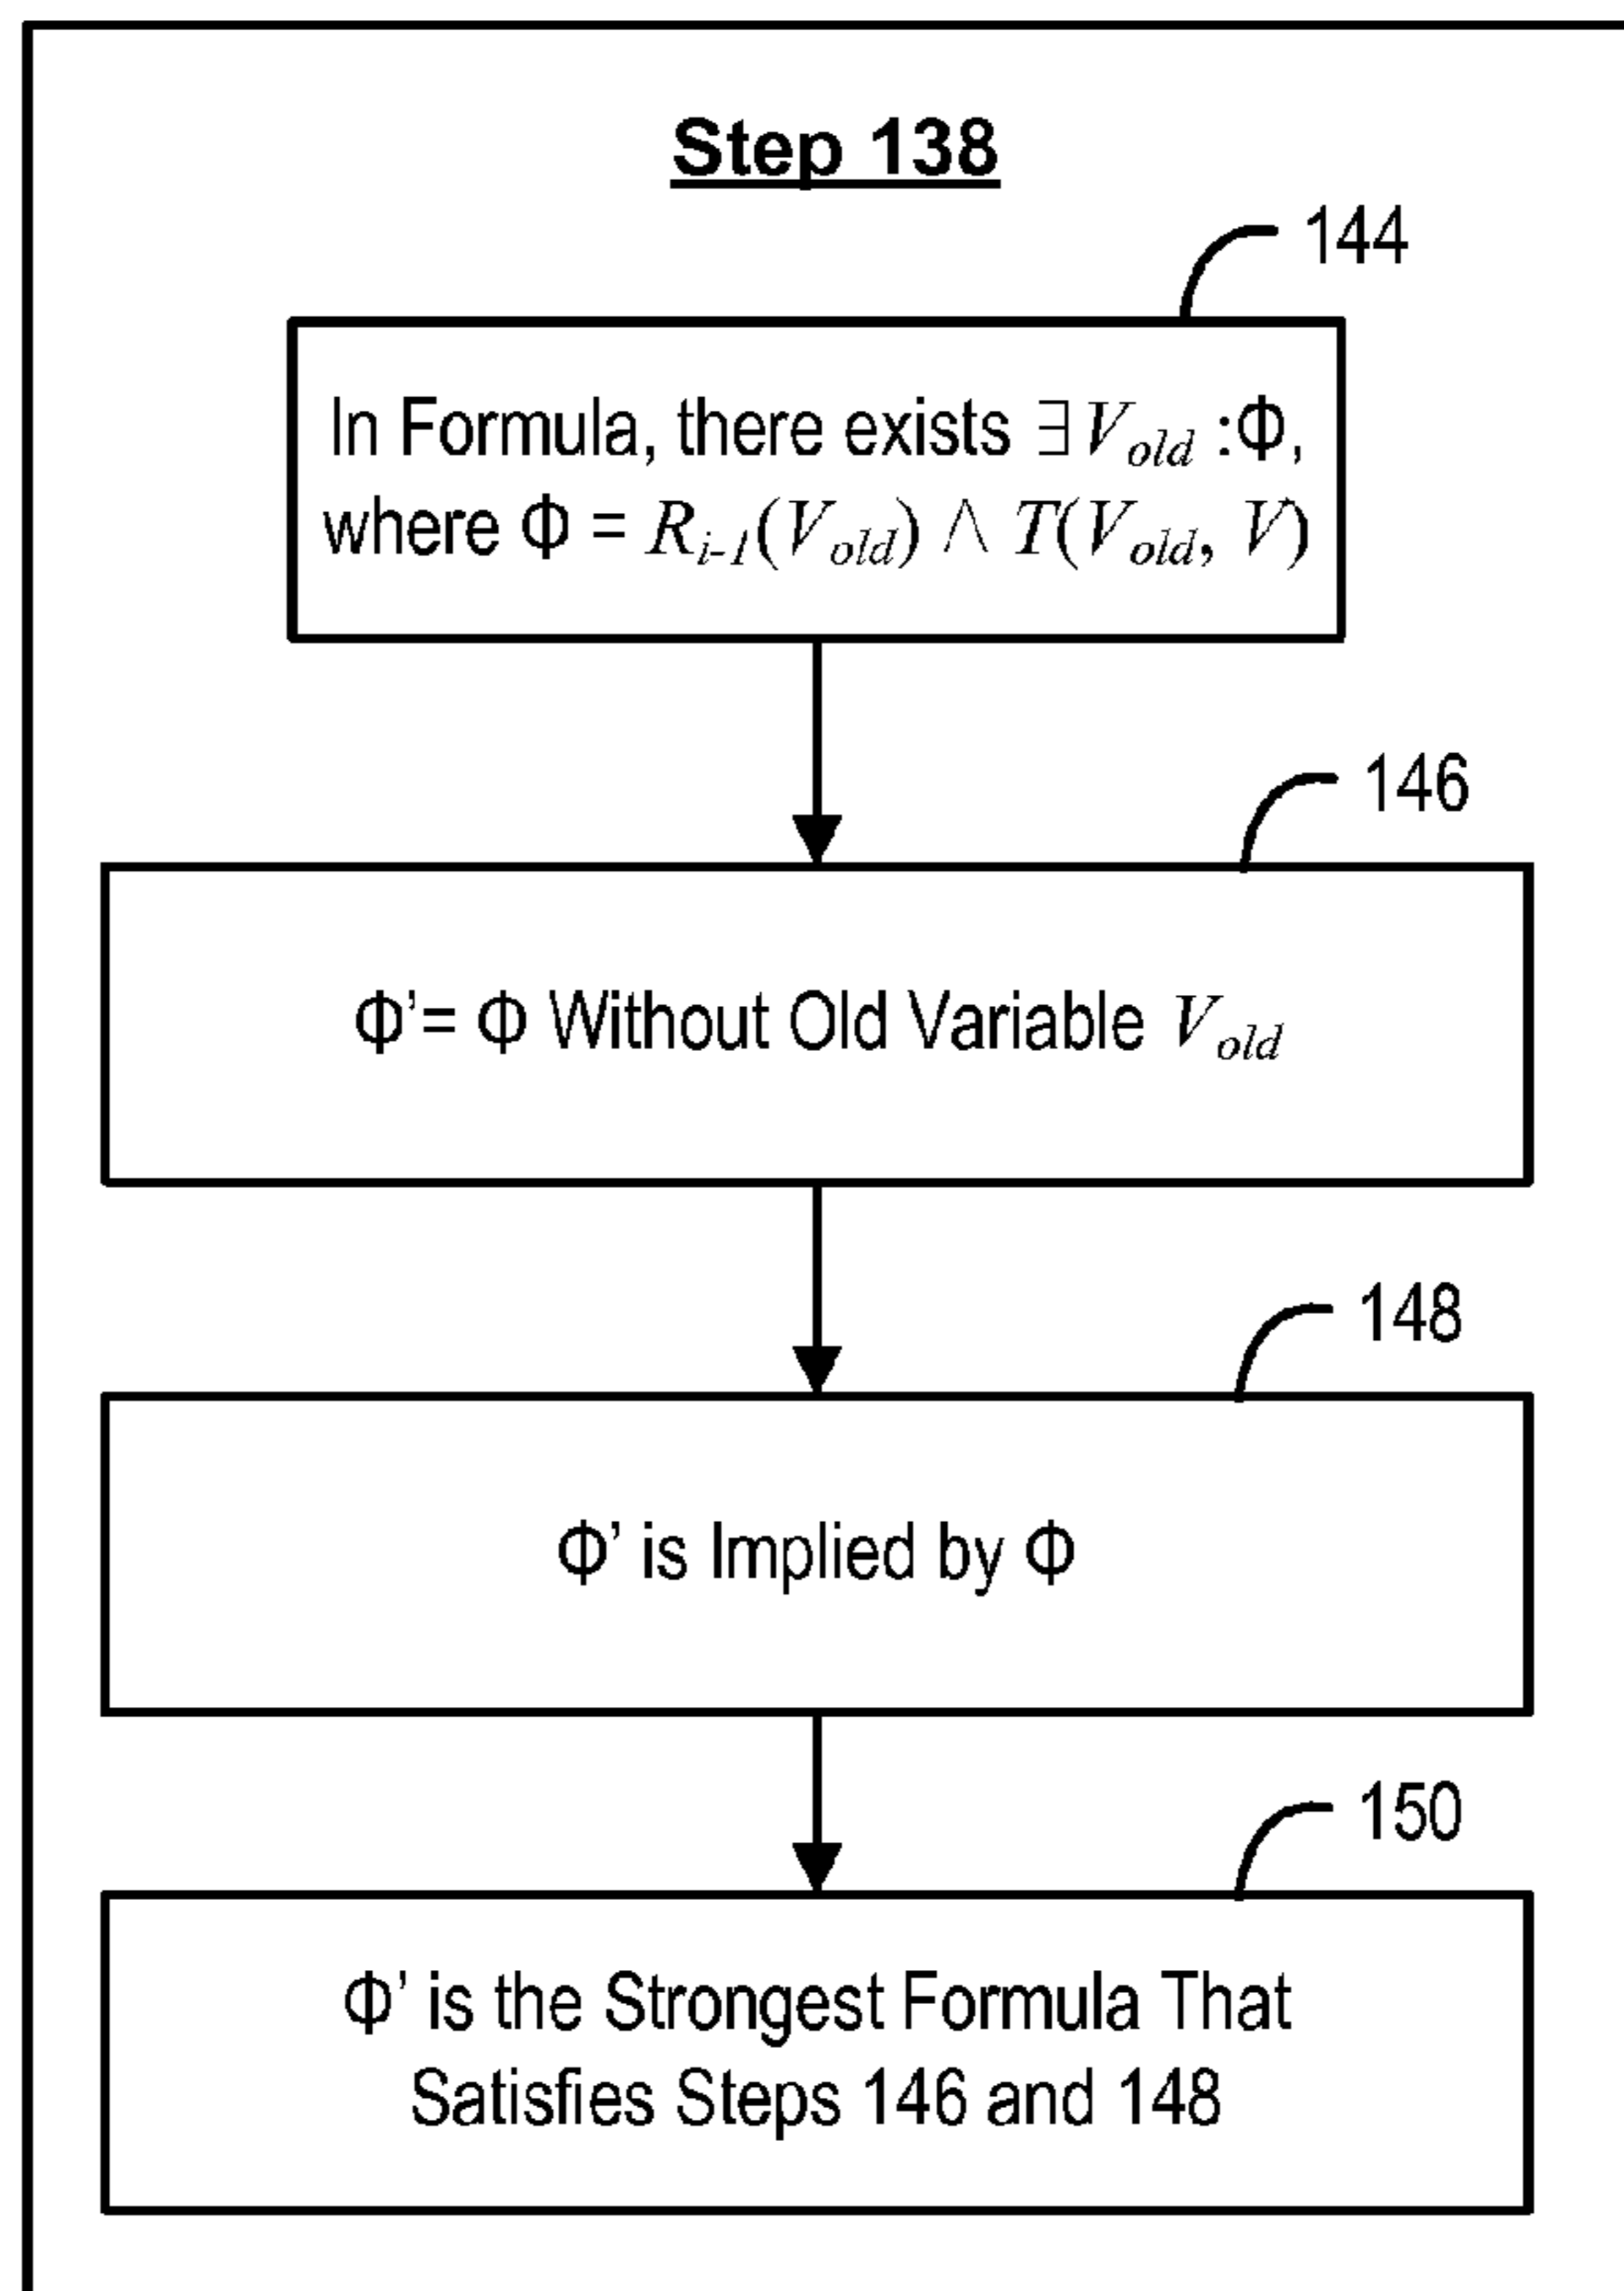 Step 138
144
In Formula, there exists ∃ V_old :Φ,
where Φ = R_i-1(V_old) ∧ T(V_old, V)
146
Φ’= Φ Without Old Variable V_old
148
Φ’ is Implied by Φ
150
Φ’ is the Strongest Formula That
Satisfies Steps 146 and 148